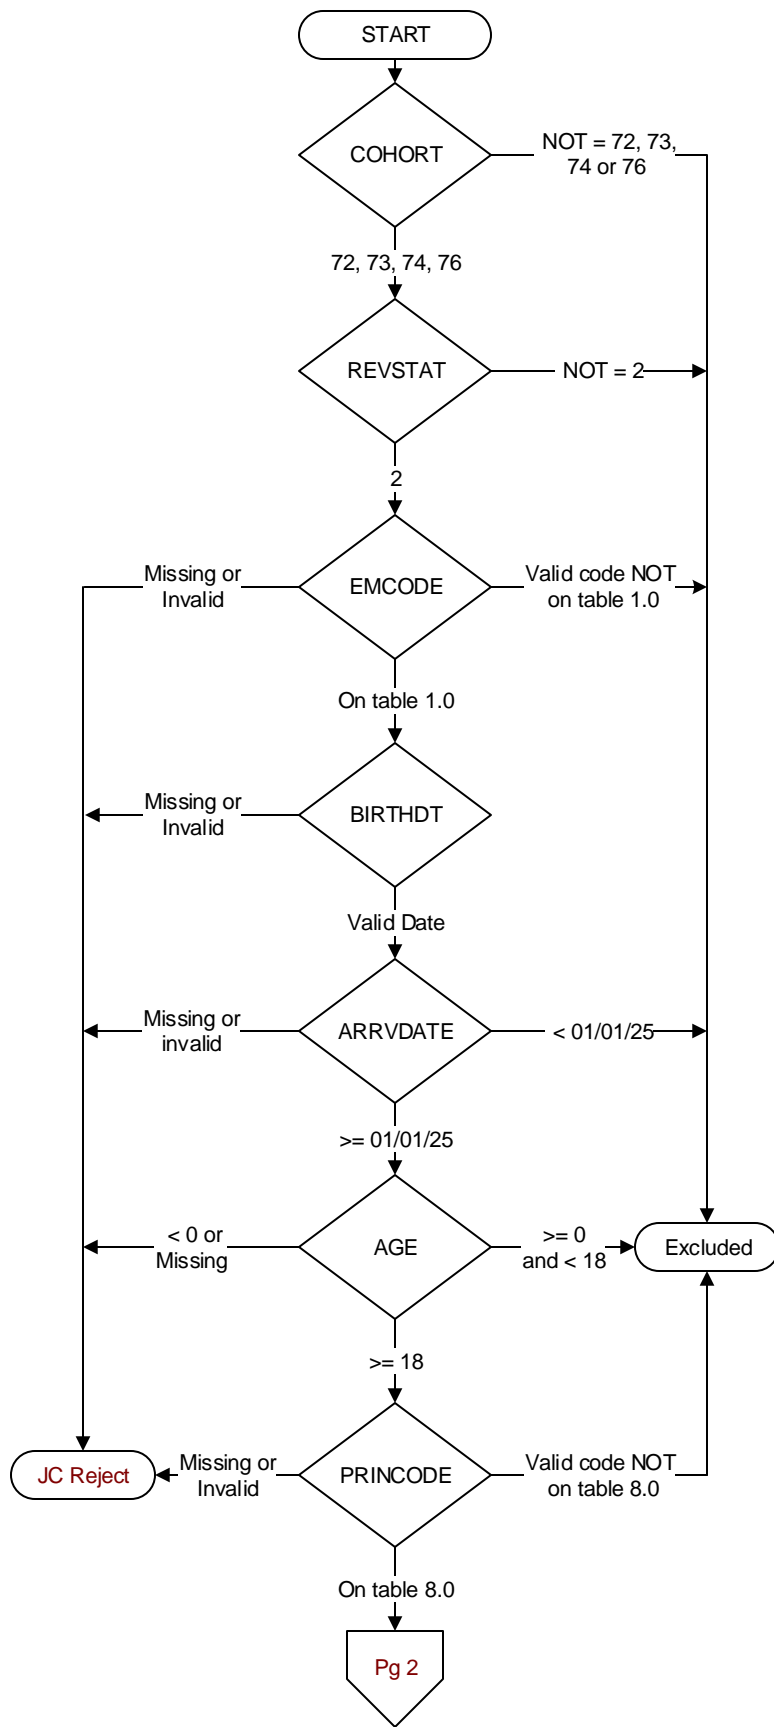 START
COHORT
NOT = 72, 73,
74 or 76
72, 73, 74, 76
REVSTAT
NOT = 2
2
Missing or
Invalid
EMCODE
Valid code NOT
on table 1.0
On table 1.0
Missing or
Invalid
BIRTHDT
Valid Date
Missing or
invalid
ARRVDATE
< 01/01/25
>= 01/01/25
< 0 or
Missing
AGE
>= 0
and < 18
Excluded
>= 18
JC Reject
Missing or
Invalid
PRINCODE
Valid code NOT
on table 8.0
On table 8.0
Pg 2